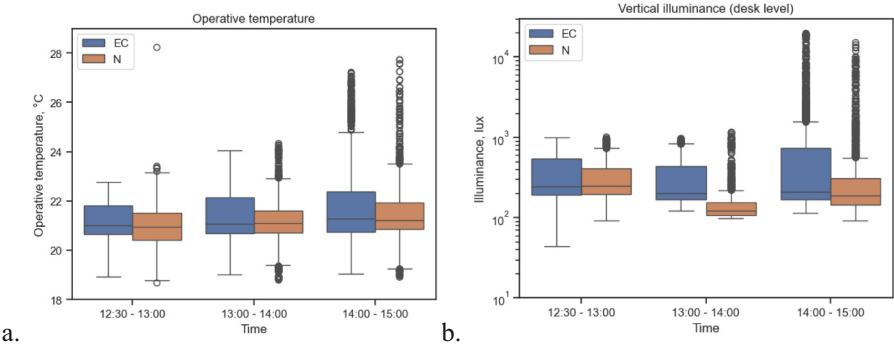 Operative temperature
EC
N
Operative temperature, °C
28
26
24
22
20
18
12:30 - 13:00
13:00 - 14:00
14:00 - 15:00
Time
a.
Vertical illuminance (desk level)
EC
N
Illuminance, lux
10⁴
10³
10²
10¹
12:30 - 13:00
13:00 - 14:00
14:00 - 15:00
Time
b.